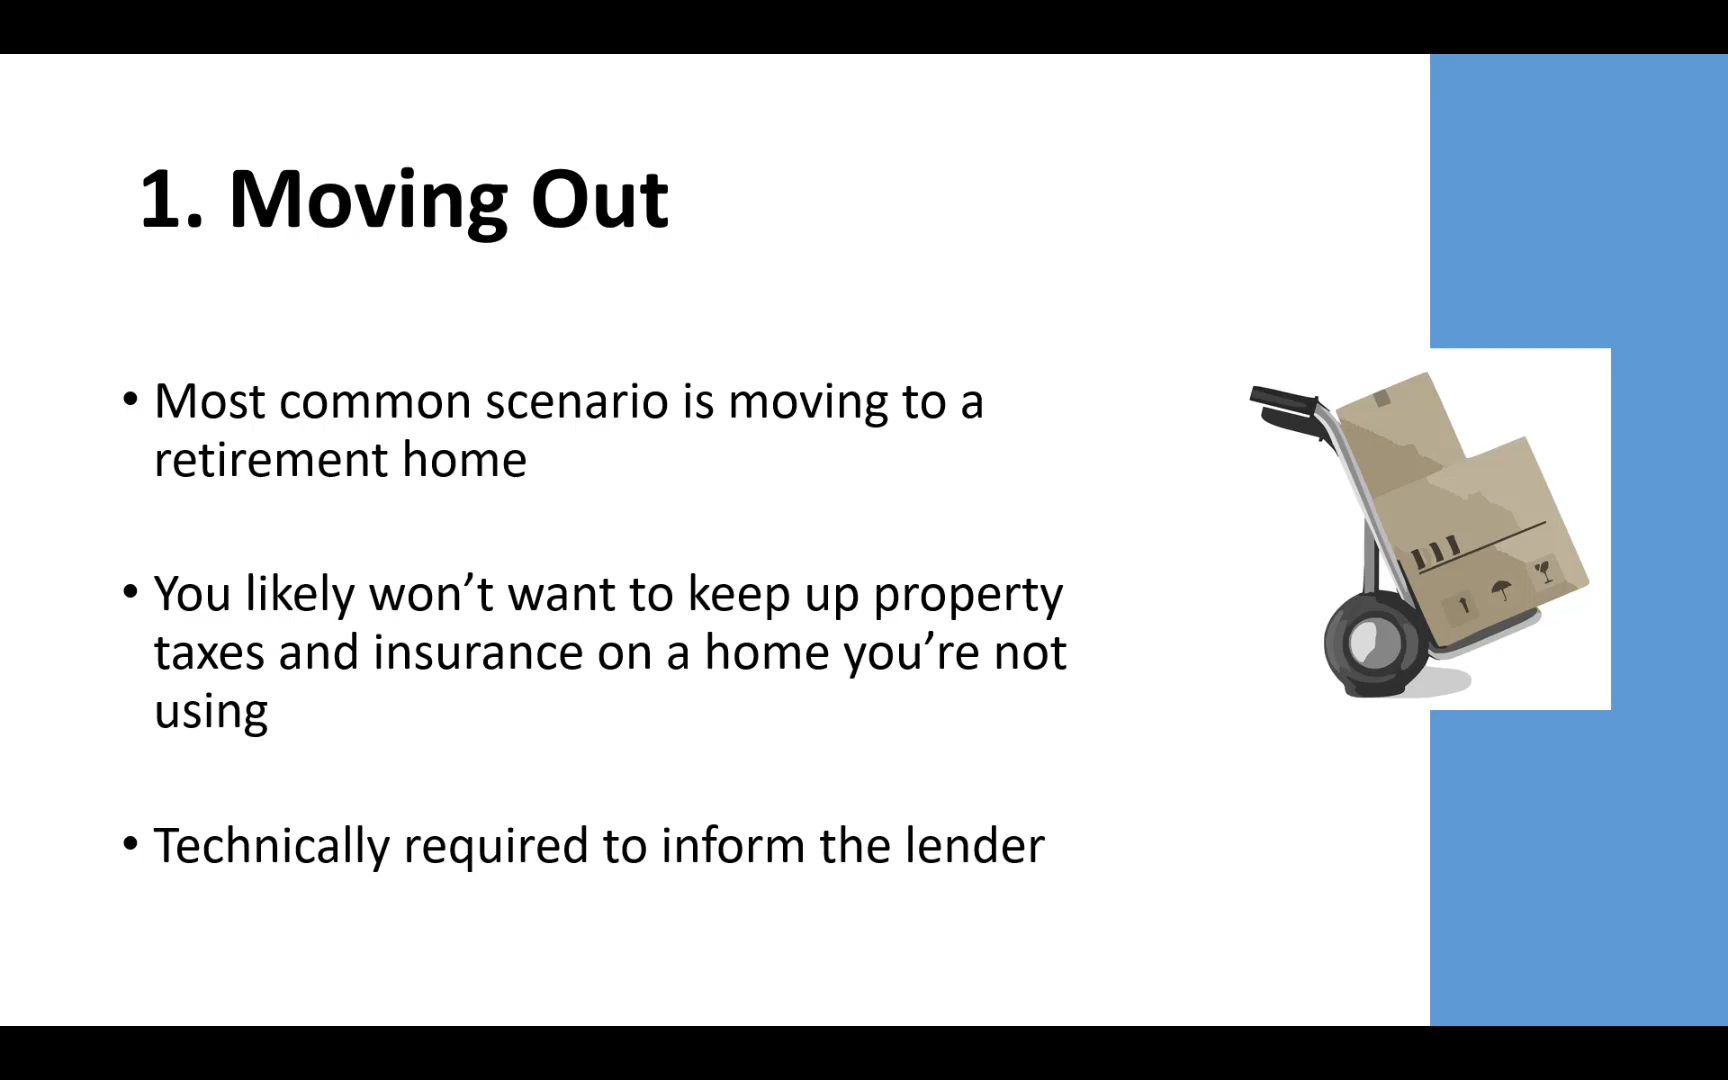 1. Moving Out
• Most common scenario is moving to a
retirement home
• You likely won’t want to keep up property
taxes and insurance on a home you’re not
using
• Technically required to inform the lender